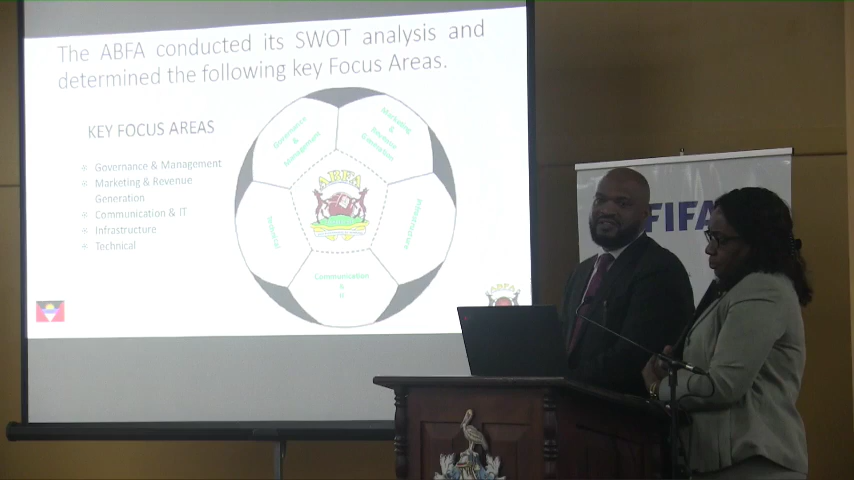 The ABFA conducted its SWOT analysis and
determined the following key Focus Areas.
KEY FOCUS AREAS
Governance & Management
Marketing & Revenue
Generation
Communication & IT
Infrastructure
Technical
Governance
&
Management
Marketing
&
Revenue
Generation
Technical
ABFA
Infrastructure
Communication
&
IT
ABFA
FIFA